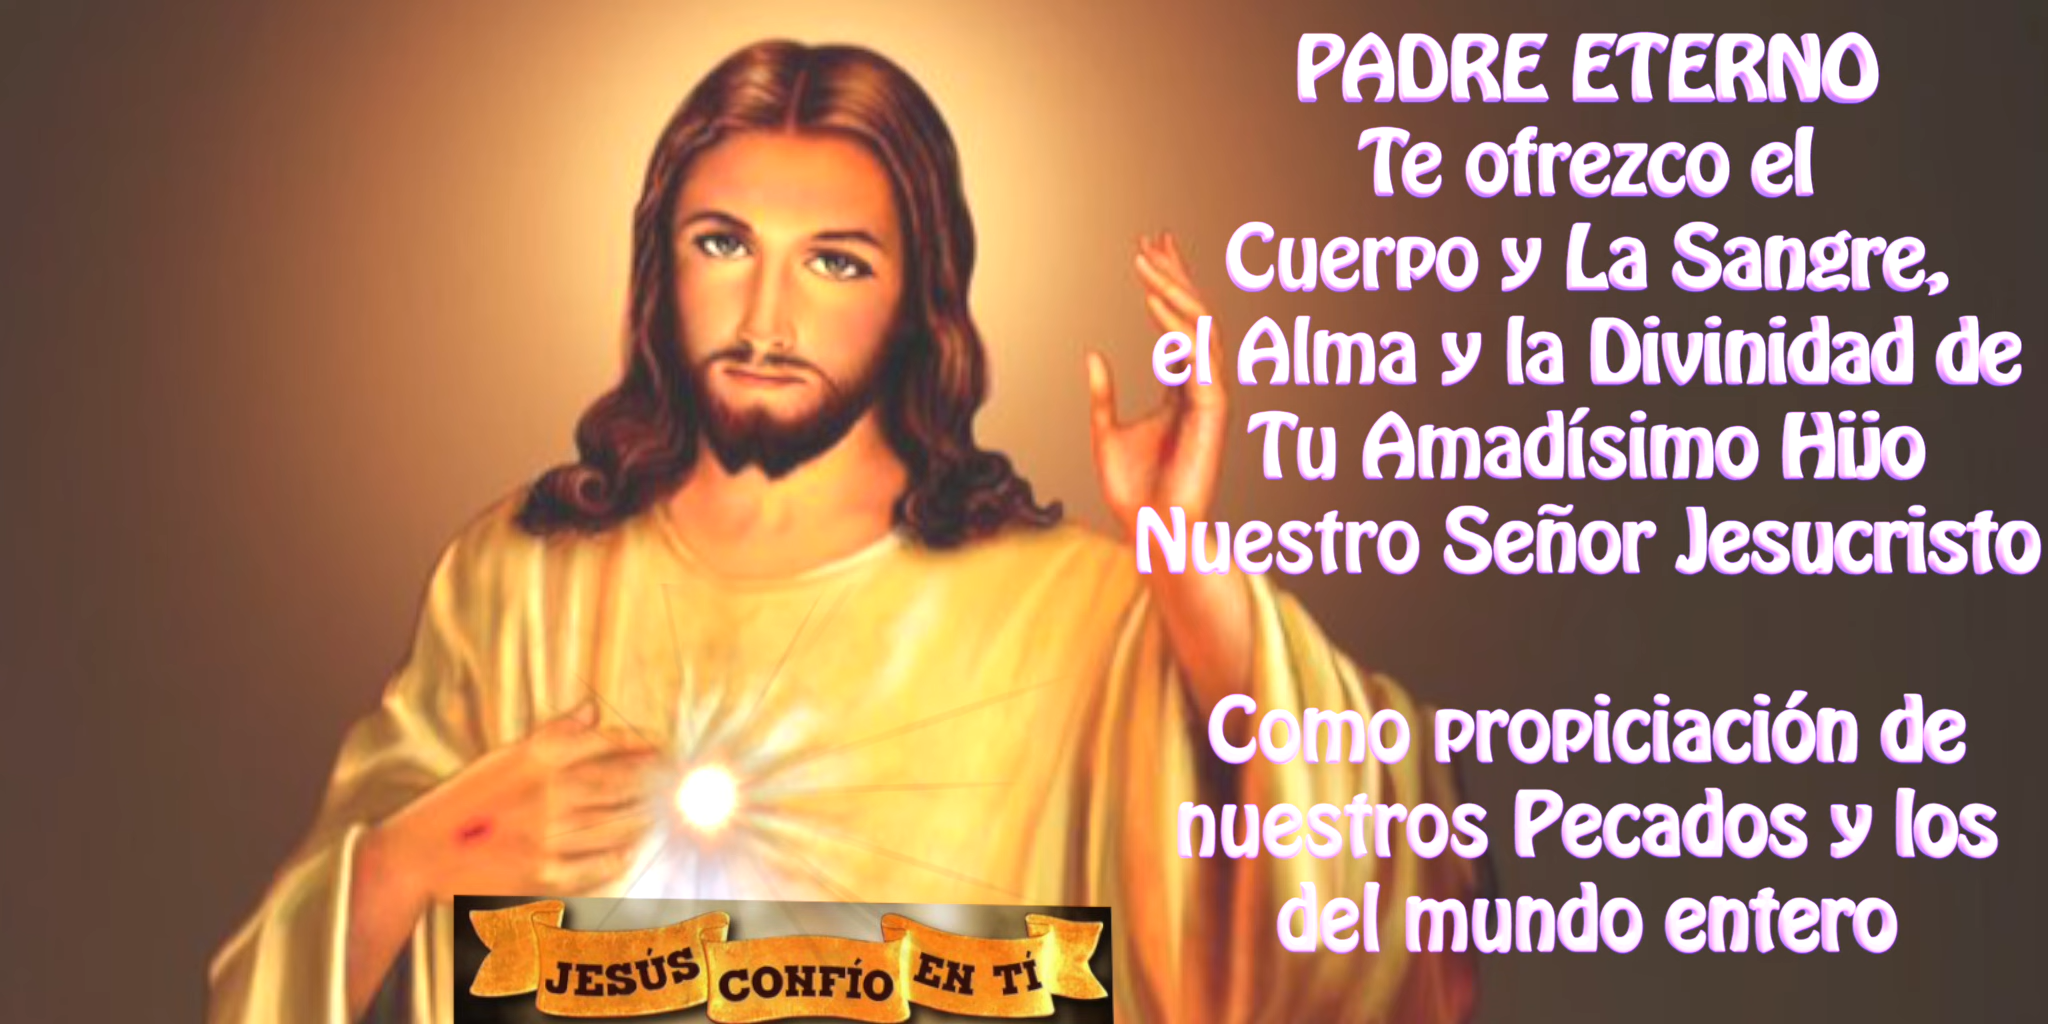 PADRE ETERNO
Te ofrezco el
Cuerpo y La Sangre,
el Alma y la Divinidad de
Tu Amadísimo Hijo
Nuestro Señor Jesucristo
Como propiciación de
nuestros Pecados y los
del mundo entero
JESÚS CONFÍO EN TÍ